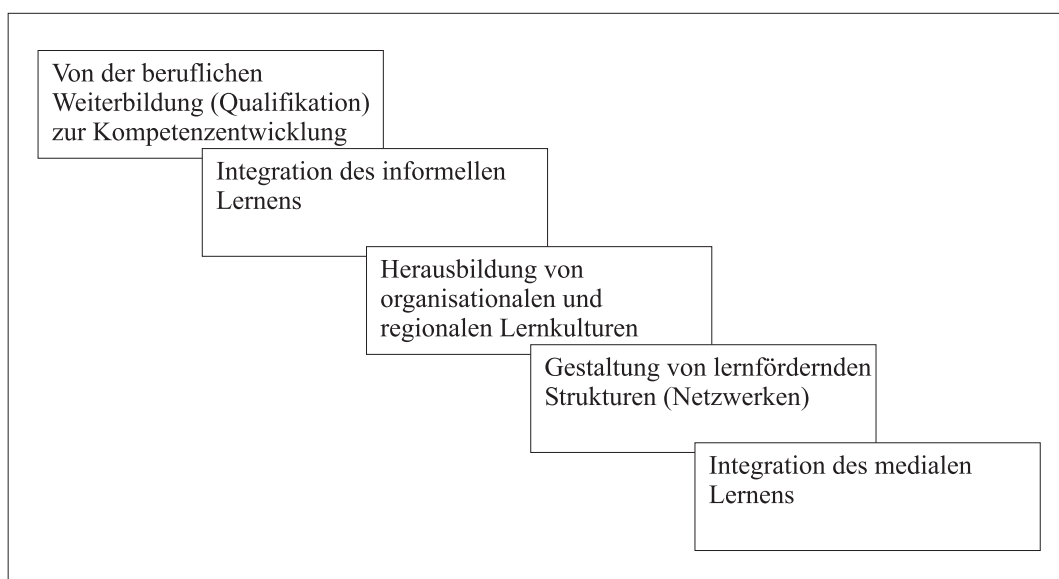 Von der beruflichen
Weiterbildung (Qualifikation)
zur Kompetenzentwicklung
Integration des informellen
Lernens
Herausbildung von
organisationalen und
regionalen Lernkulturen
Gestaltung von lernfördernden
Strukturen (Netzwerken)
Integration des medialen
Lernens